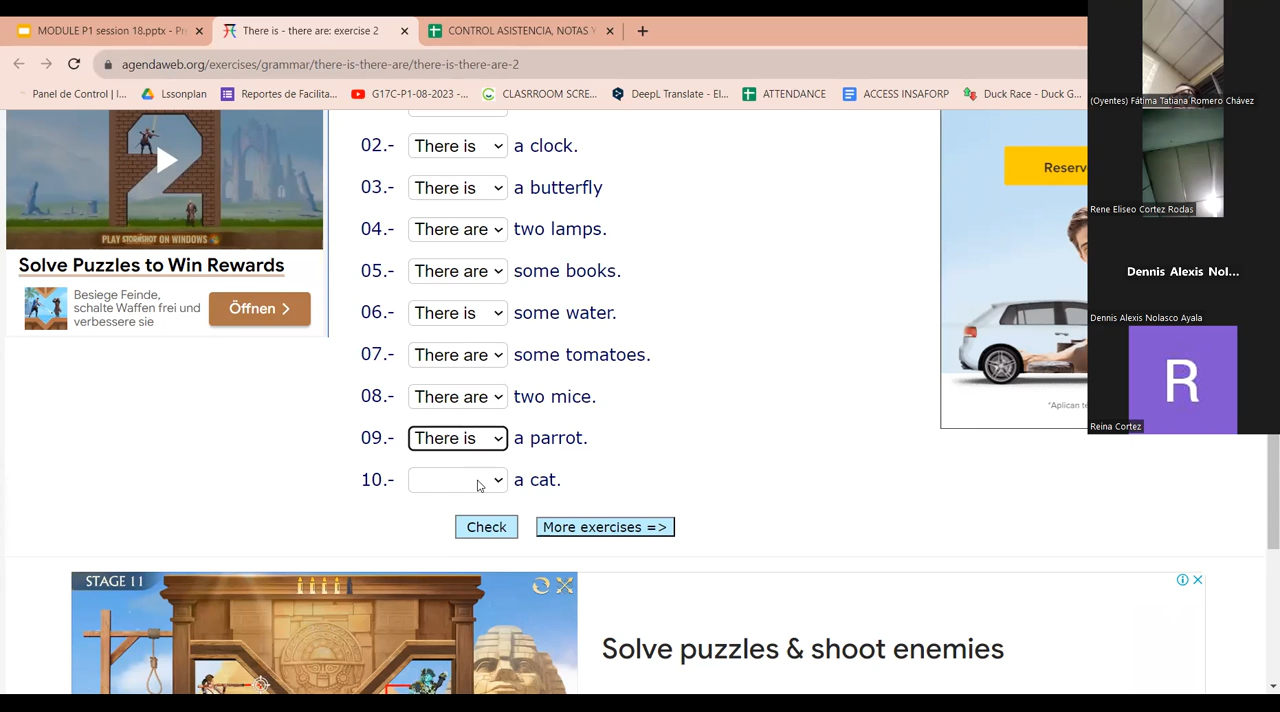 MODULE P1 session 18.pptx - Pr
There is - there are: exercise 2
CONTROL ASISTENCIA, NOTAS Y
agendaweb.org/exercises/grammar/there-is-there-are/there-is-there-are-2
Panel de Control | I...
Lssonplan
Reportes de Facilita...
G17C-P1-08-2023 -...
CLASRROOM SCRE...
DeepL Translate - El...
ATTENDANCE
ACCESS INSAFORP
Duck Race - Duck G...
(Oyentes) Fátima Tatiana Romero Chávez
Rene Eliseo Cortez Rodas
Dennis Alexis Nol...
Dennis Alexis Nolasco Ayala
R
Reina Cortez
2
PLAY STORMSHOT ON WINDOWS
Solve Puzzles to Win Rewards
Besiege Feinde,
schalte Waffen frei und
verbessere sie
Öffnen >
02.- There is a clock.
03.- There is a butterfly
04.- There are two lamps.
05.- There are some books.
06.- There is some water.
07.- There are some tomatoes.
08.- There are two mice.
09.- There is a parrot.
10.- a cat.
Check
More exercises =>
Reserv
*Aplican té
STAGE 11
Solve puzzles & shoot enemies